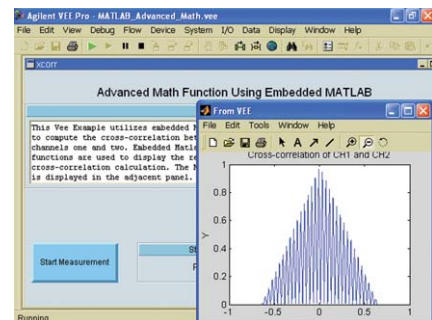 Agilent VEE Pro - MATLAB_Advanced_Math.vee
File Edit View Debug Flow Device System I/O Data Display Window Help
xcorr
Advanced Math Function Using Embedded MATLAB
This Vee Example utilizes embedded
to compute the cross-correlation
channels one and two. Embedded
functions are used to display the
cross-correlation calculation. The
is displayed in the adjacent panel.
Start Measurement
From VEE
File Edit Tools Window Help
Cross-correlation of CH1 and CH2
1
0.8
0.6
0.4
0.2
0
Y
-1 -0.5 0 0.5 1
Running